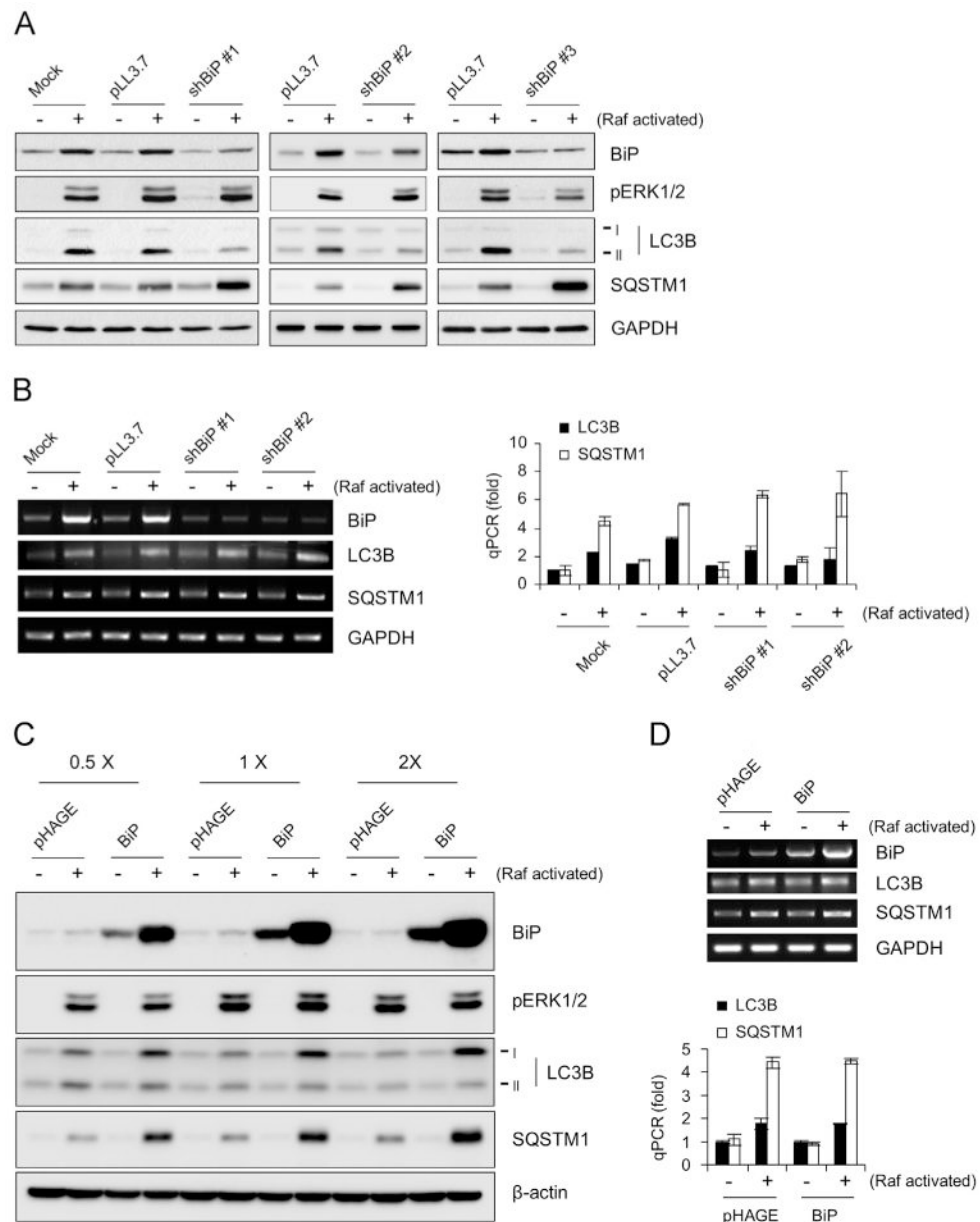 A
Mock pLL3.7 shBiP #1 pLL3.7 shBiP #2 pLL3.7 shBiP #3
- + - + - + - + - + - + - + (Raf activated)
BiP
pERK1/2
I
II LC3B
SQSTM1
GAPDH
B
Mock pLL3.7 shBiP #1 shBiP #2
- + - + - + - + (Raf activated)
BiP
LC3B
SQSTM1
GAPDH
LC3B
SQSTM1
qPCR (fold)
10
8
6
4
2
0
- + - + - + - + (Raf activated)
Mock pLL3.7 shBiP #1 shBiP #2
C
0.5 X 1 X 2X
pHAGE BiP pHAGE BiP pHAGE BiP
- + - + - + - + - + - + (Raf activated)
BiP
pERK1/2
I
II LC3B
SQSTM1
β-actin
D
pHAGE BiP
- + - + (Raf activated)
BiP
LC3B
SQSTM1
GAPDH
LC3B
SQSTM1
qPCR (fold)
5
4
3
2
1
0
- + - + (Raf activated)
pHAGE BiP